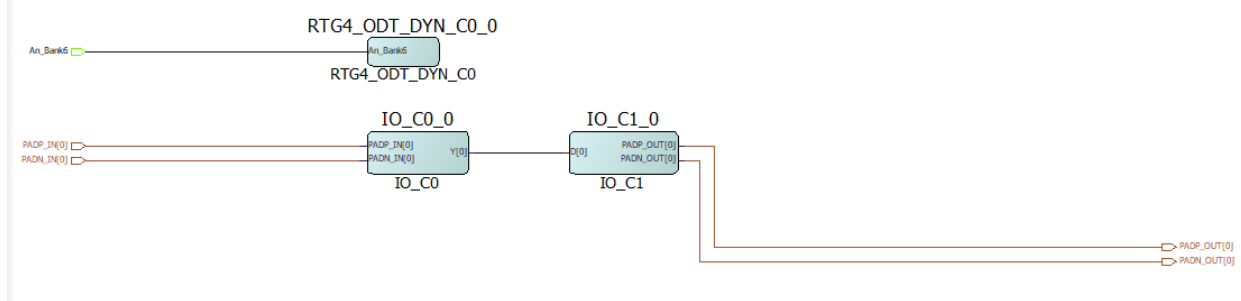 RTG4_ODT_DYN_C0_0
An_Bank6
An_Bank6
RTG4_ODT_DYN_C0
IO_C0_0
IO_C1_0
PADP_IN[0]
PADN_IN[0]
PADP_IN[0]
PADN_IN[0]
Y[0]
D[0]
PADP_OUT[0]
PADN_OUT[0]
IO_C0
IO_C1
PADP_OUT[0]
PADN_OUT[0]